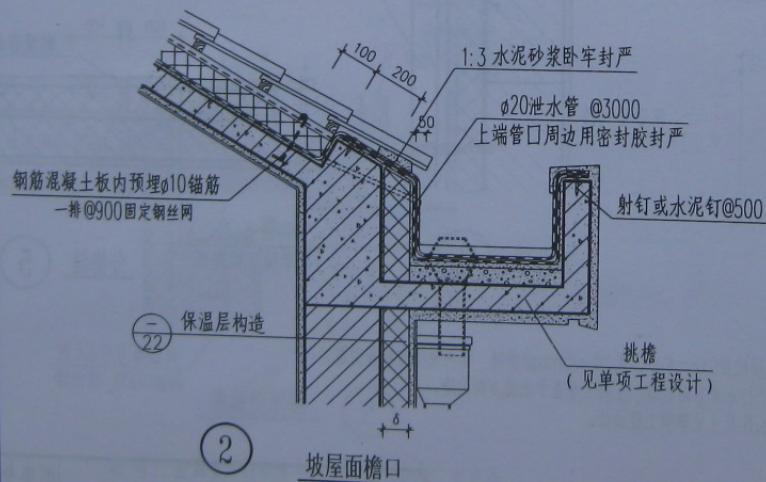 100
200
50
1:3 水泥砂浆卧牢封严
ø20泄水管 @3000
上端管口周边用密封胶封严
钢筋混凝土板内预埋ø10锚筋
一排@900固定钢丝网
射钉或水泥钉@500
一
22
保温层构造
挑檐
(见单项工程设计)
δ
2
坡屋面檐口